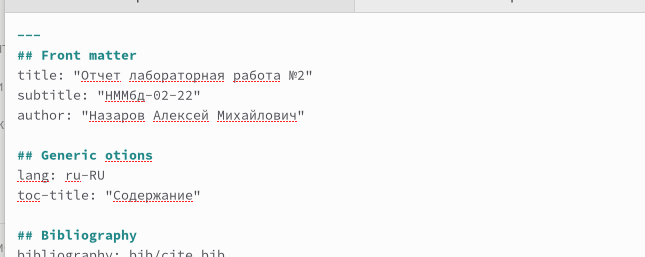 ---
## Front matter
title: "Отчет лабораторная работа №2"
subtitle: "НММбд-02-22"
author: "Назаров Алексей Михайлович"
## Generic otions
lang: ru-RU
toc-title: "Содержание"
## Bibliography
bibliography: bib/cite.bib